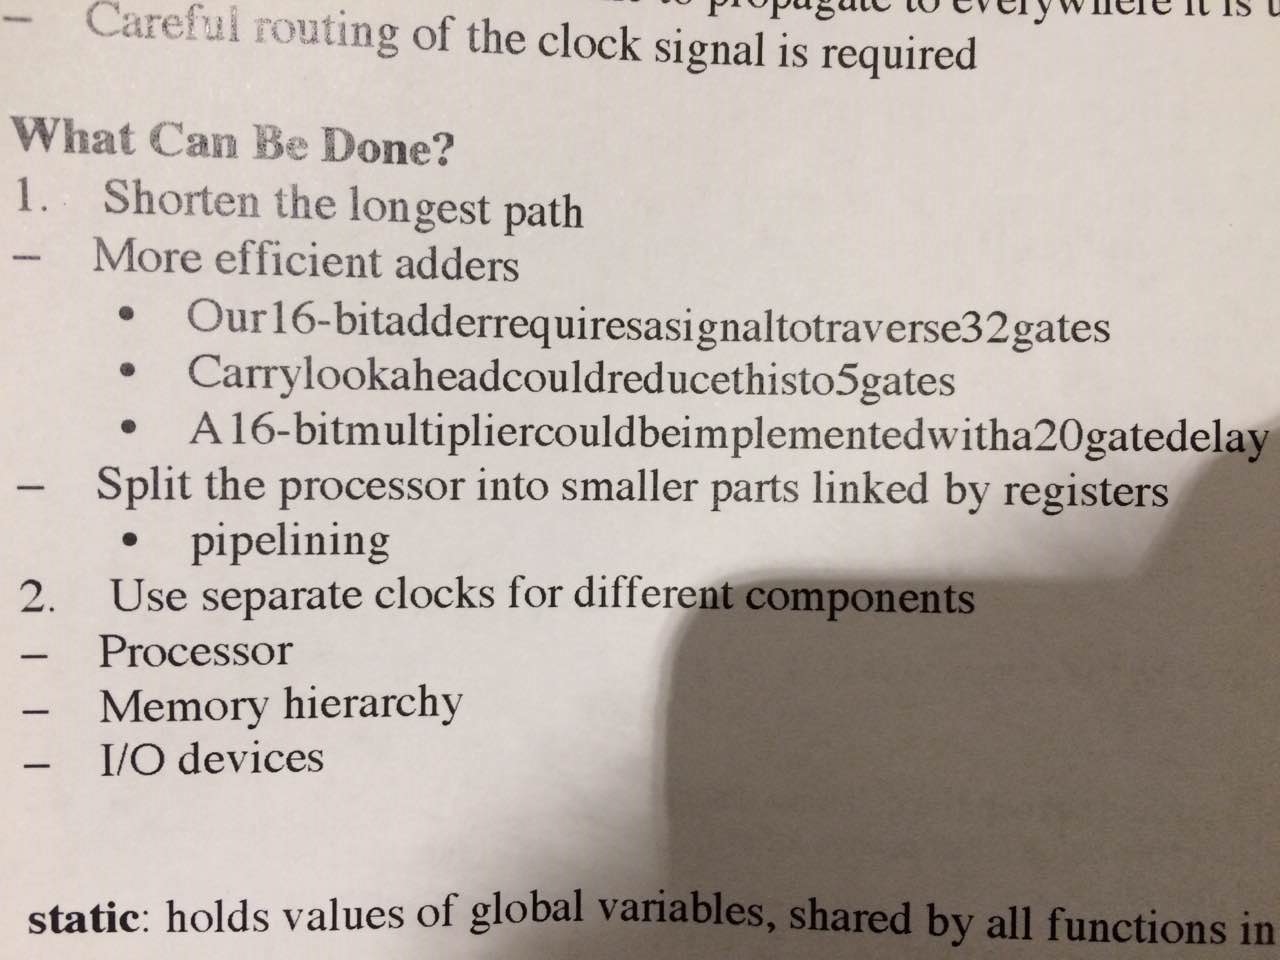 propagate to everywhere it is
– Careful routing of the clock signal is required
What Can Be Done?
1. Shorten the longest path
– More efficient adders
• Our16-bitadderrequiresasignaltotraverse32gates
• Carrylookaheadcouldreducethisto5gates
• A16-bitmultipliercouldbeimplementedwitha20gatedelay
– Split the processor into smaller parts linked by registers
• pipelining
2. Use separate clocks for different components
– Processor
– Memory hierarchy
– I/O devices
static: holds values of global variables, shared by all functions in